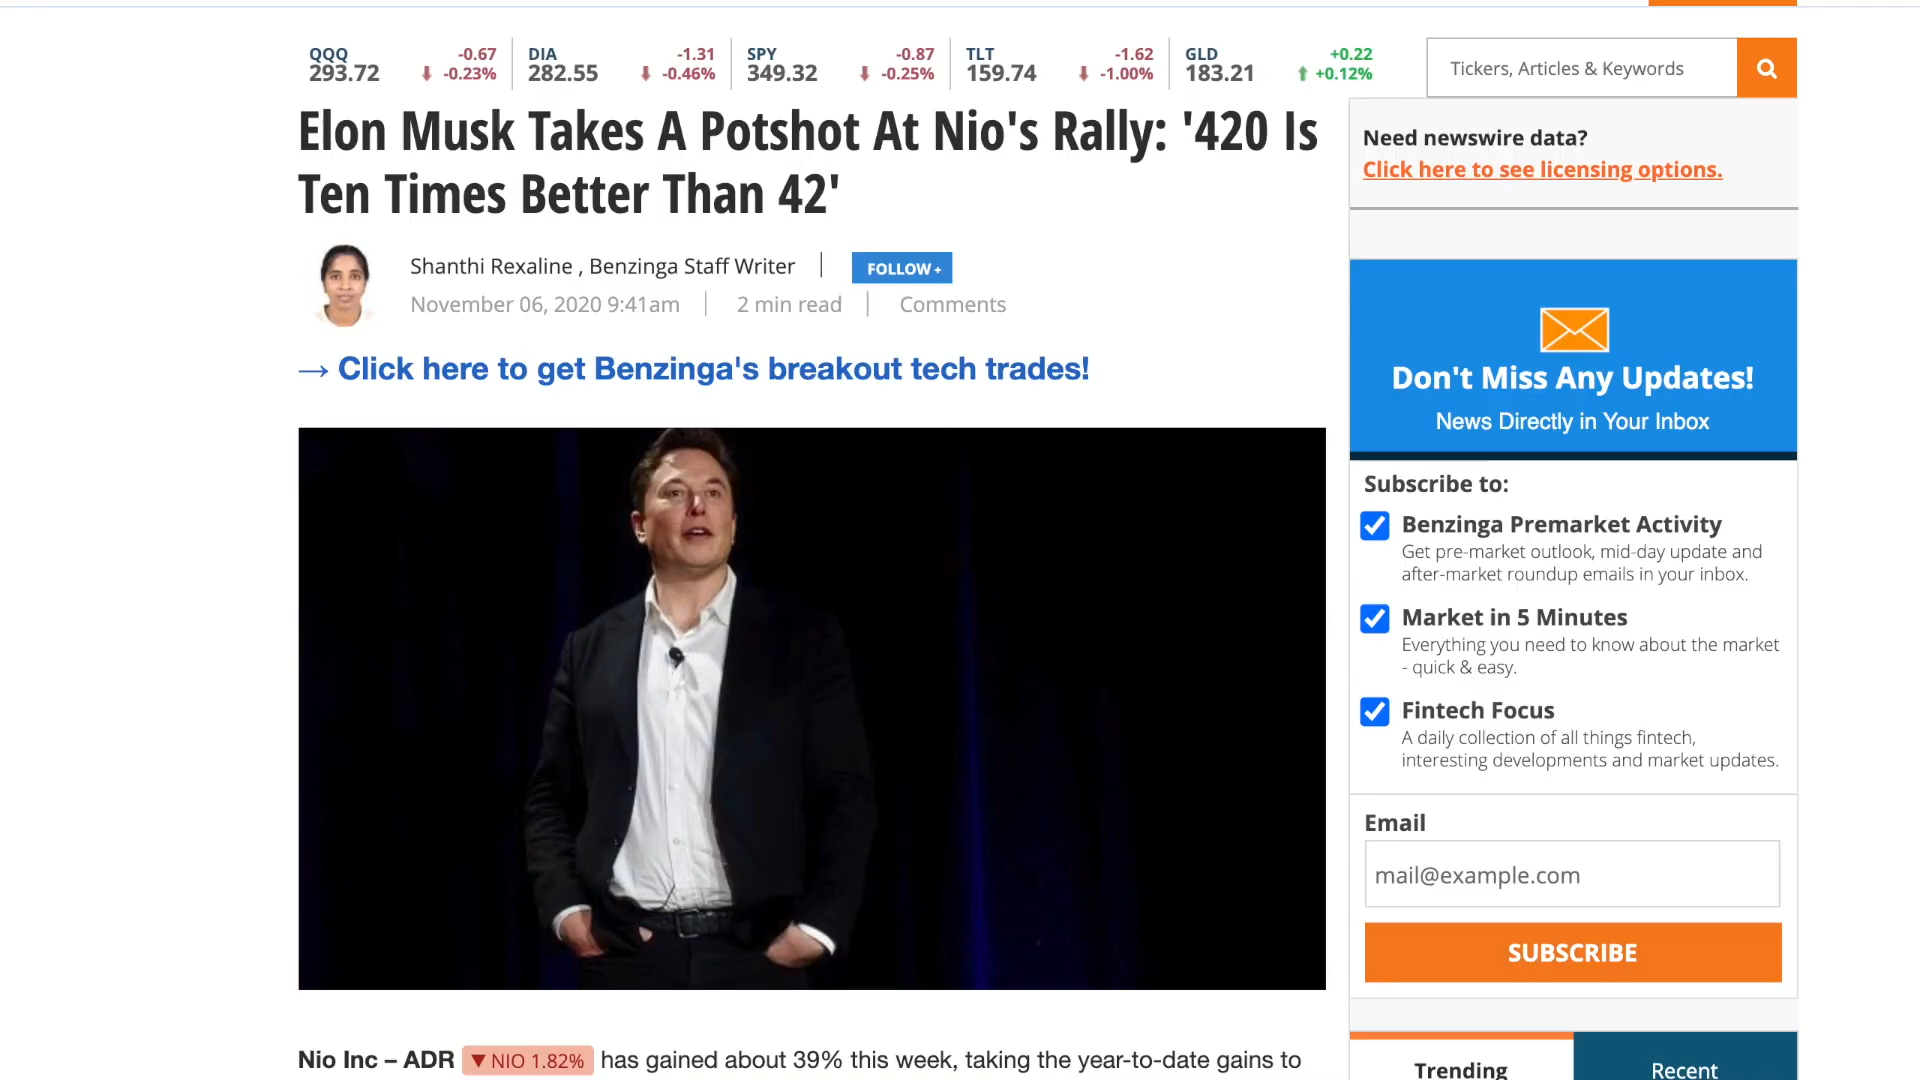 QQQ
293.72
-0.67
-0.23%
DIA
282.55
-1.31
-0.46%
SPY
349.32
-0.87
-0.25%
TLT
159.74
-1.62
-1.00%
GLD
183.21
+0.22
+0.12%
Tickers, Articles & Keywords
Elon Musk Takes A Potshot At Nio's Rally: '420 Is
Ten Times Better Than 42'
Shanthi Rexaline , Benzinga Staff Writer
FOLLOW +
November 06, 2020 9:41am
2 min read
Comments
→ Click here to get Benzinga's breakout tech trades!
Nio Inc – ADR ▼ NIO 1.82% has gained about 39% this week, taking the year-to-date gains to
Need newswire data?
Click here to see licensing options.
Don't Miss Any Updates!
News Directly in Your Inbox
Subscribe to:
Benzinga Premarket Activity
Get pre-market outlook, mid-day update and
after-market roundup emails in your inbox.
Market in 5 Minutes
Everything you need to know about the market
- quick & easy.
Fintech Focus
A daily collection of all things fintech,
interesting developments and market updates.
Email
mail@example.com
SUBSCRIBE
Trending
Recent